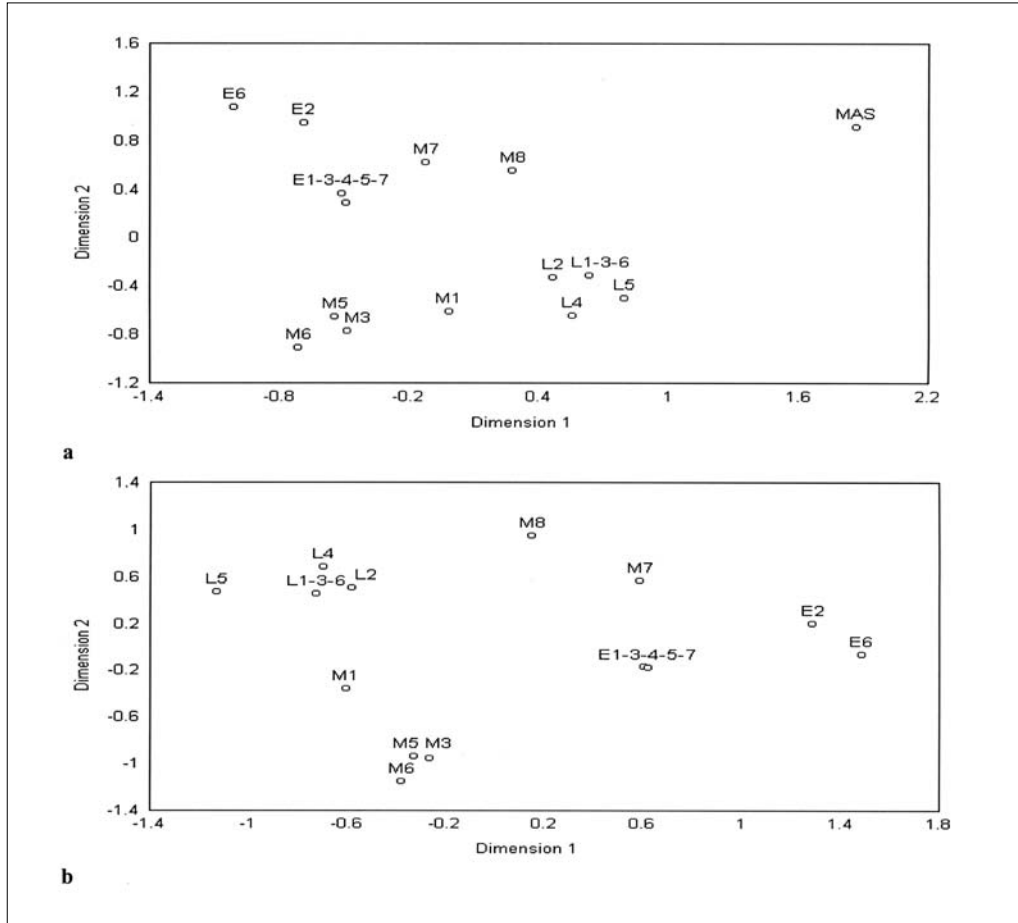 1.6
1.2
0.8
0.4
0
-0.4
-0.8
-1.2
Dimension 2
E6
E2
MAS
M7
M8
E1-3-4-5-7
L2
L1-3-6
L5
L4
M1
M5
M3
M6
-1.4
-0.8
-0.2
0.4
1
1.6
2.2
Dimension 1
a
1.4
1
0.6
0.2
-0.2
-0.6
-1
-1.4
Dimension 2
M8
L4
L5
L1-3-6
L2
M7
E2
E6
E1-3-4-5-7
M1
M5
M3
M6
-1.4
-1
-0.6
-0.2
0.2
0.6
1
1.4
1.8
Dimension 1
b